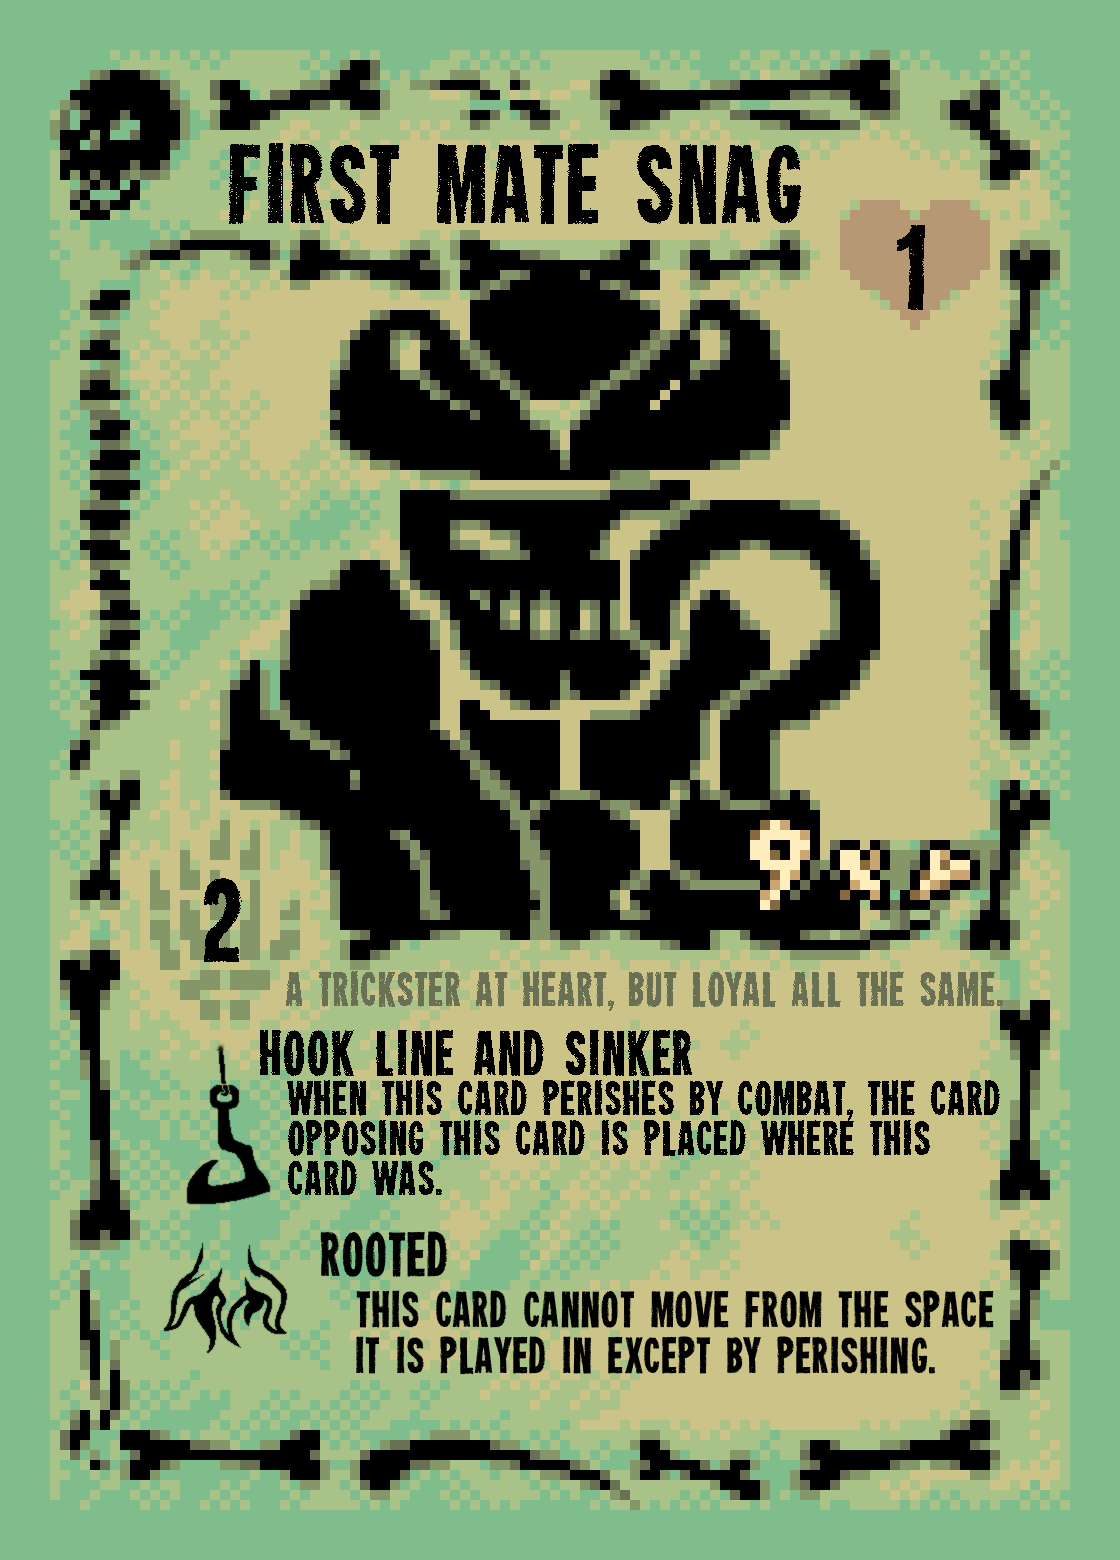 FIRST MATE SNAG
1
2
A TRICKSTER AT HEART, BUT LOYAL ALL THE SAME.
HOOK LINE AND SINKER
WHEN THIS CARD PERISHES BY COMBAT, THE CARD
OPPOSING THIS CARD IS PLACED WHERE THIS
CARD WAS.
ROOTED
THIS CARD CANNOT MOVE FROM THE SPACE
IT IS PLAYED IN EXCEPT BY PERISHING.